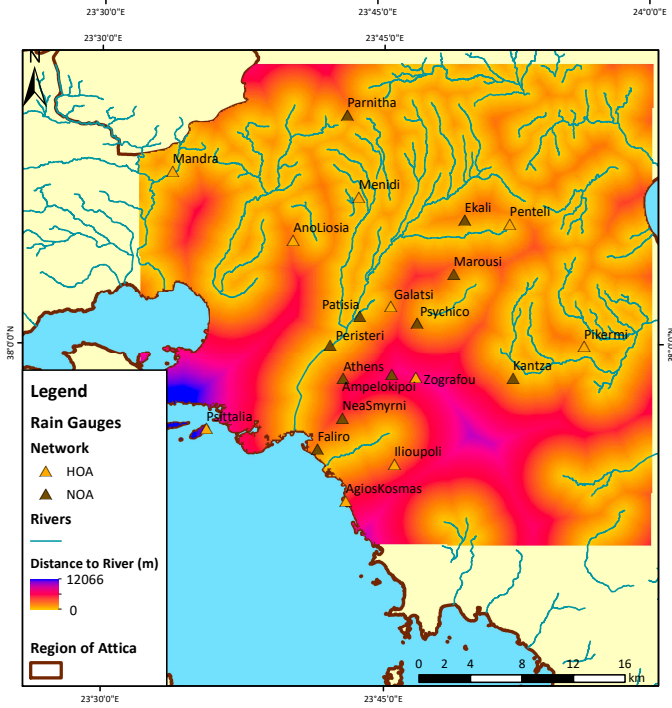 23°30'0"E 23°45'0"E 24°0'0"E
N
Parnitha
Mandra
Menidi
Ekali
Penteli
AnoLiosia
Marousi
Galatsi
Patisia
Psychico
Peristeri
Pikermi
38°0'0"N 38°0'0"N
Athens
Kantza
Ampelokipoi
Zografou
NeaSmyrni
Psittalia
Faliro
Ilioupoli
AgiosKosmas
Legend
Rain Gauges
Network
HOA
NOA
Rivers
Distance to River (m)
12066
0
Region of Attica
0 2 4 8 12 16
km
23°30'0"E 23°45'0"E